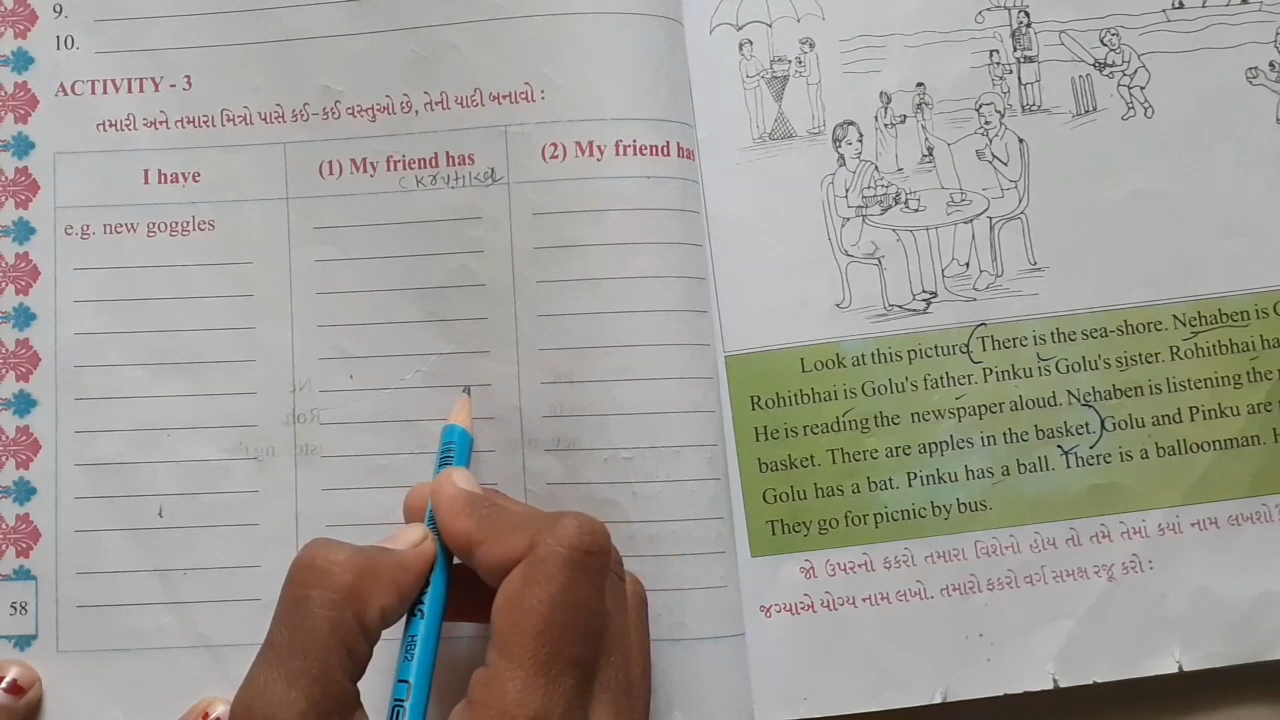 9.
10.
ACTIVITY - 3
તમારી અને તમારા મિત્રો પાસે કઈ-કઈ વસ્તુઓ છે, તેની યાદી બનાવો :
I have
(1) My friend has
(2) My friend has
e.g. new goggles
58
HB/2
Look at this picture. There is the sea-shore. Nehaben is
Rohitbhai is Golu's father. Pinku is Golu's sister. Rohitbhai ha
He is reading the newspaper aloud. Nehaben is listening the
basket. There are apples in the basket. Golu and Pinku are
Golu has a bat. Pinku has a ball. There is a balloonman.
They go for picnic by bus.
જો ઉપરનો ફકરો તમારા વિશેનો હોય તો તમે તેમાં કયાં નામ લખશો?
જગ્યાએ યોગ્ય નામ લખો. તમારો ફકરો વર્ગ સમક્ષ રજૂ કરો :